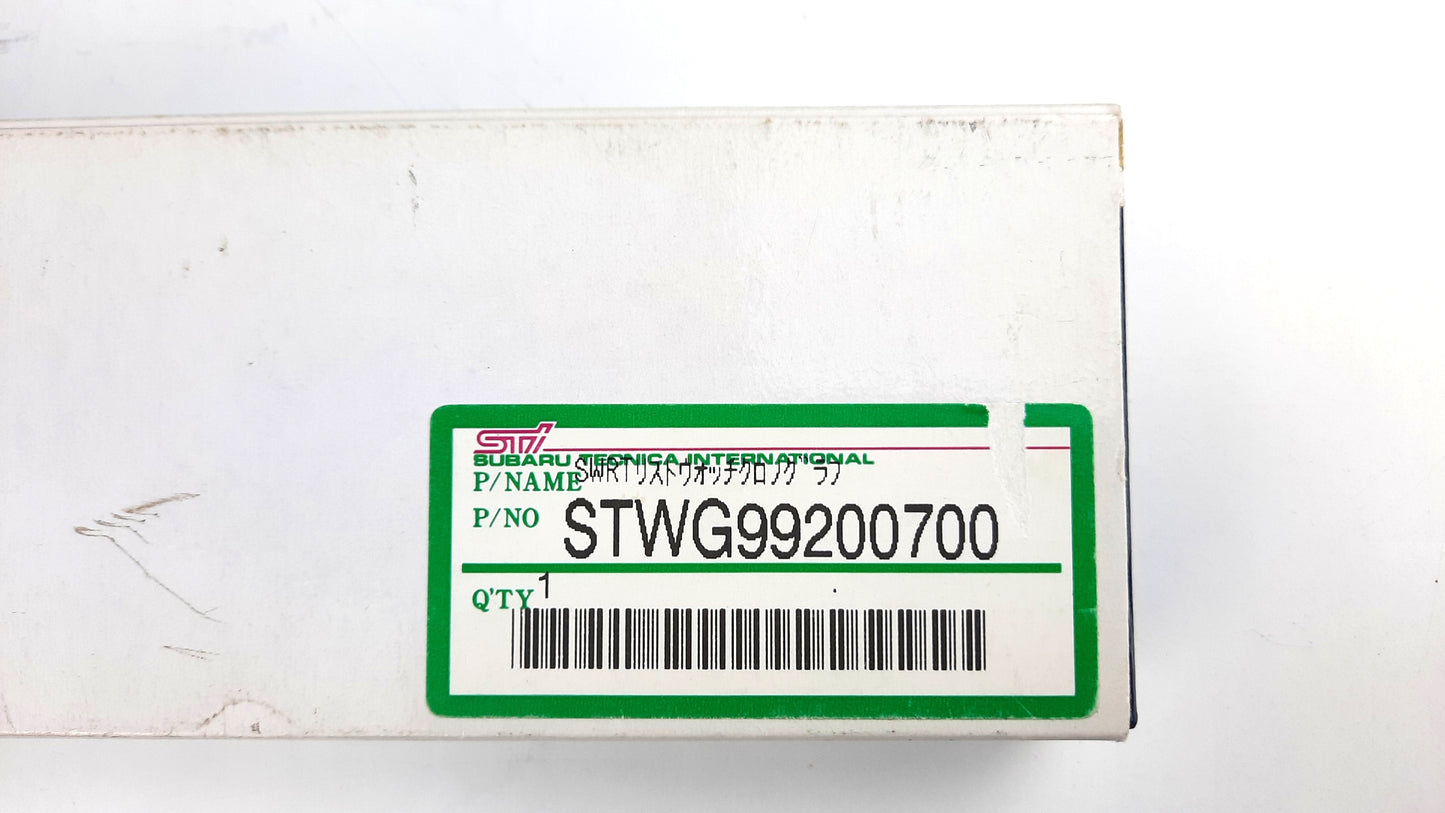 STi
SUBARU TECNICA INTERNATIONAL
P/NAME SWRTリストウオッチクロノグラフ
P/NO STWG99200700
Q'TY 1